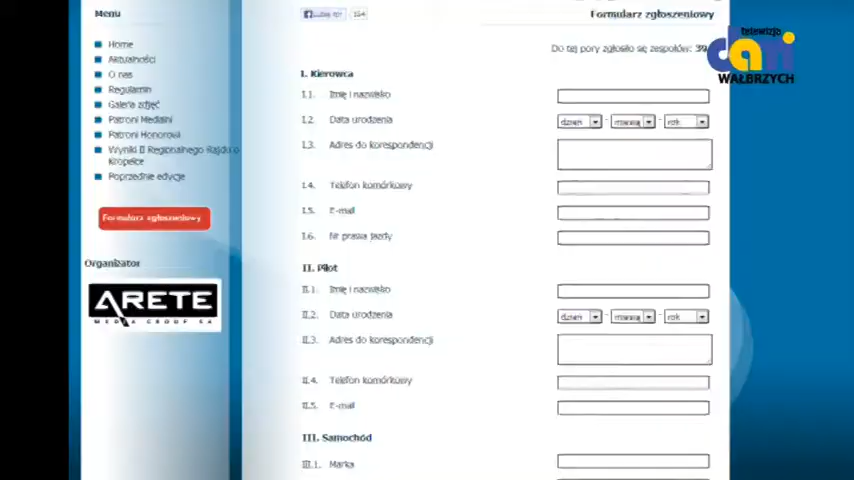 Menu
Home
Aktualności
O nas
Regulamin
Galeria zdjęć
Patroni Medialni
Patroni Honorowi
Wyniki II Regionalnego Rajdu o
Kropelce
Poprzednie edycje
Formularz zgłoszeniowy
Organizator
ARETE
MEDIA GROUP SA
Lubię to!
Formularz zgłoszeniowy
Do tej pory zgłosiło się zespołów:
I. Kierowca
I.1. Imię i nazwisko
I.2. Data urodzenia dzień - miesiąc - rok
I.3. Adres do korespondencji
I.4. Telefon komórkowy
I.5. E-mail
I.6. Nr prawa jazdy
II. Pilot
II.1. Imię i nazwisko
II.2. Data urodzenia dzień - miesiąc - rok
II.3. Adres do korespondencji
II.4. Telefon komórkowy
II.5. E-mail
III. Samochód
III.1. Marka
telewizja
dami
WAŁBRZYCH